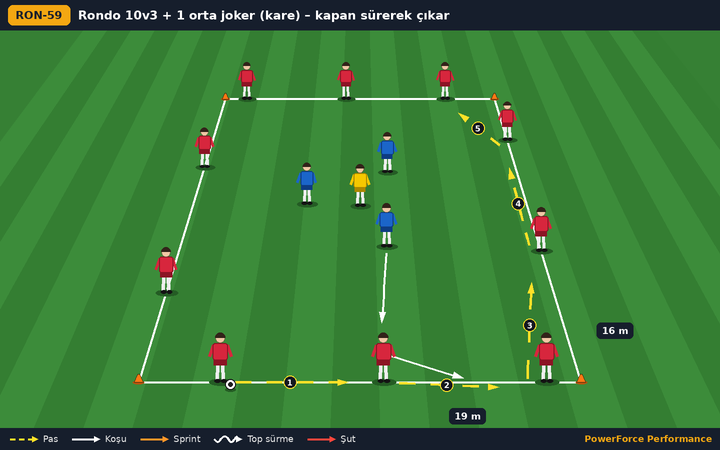 RON-59 Rondo 10v3 + 1 orta joker (kare) – kapan sürerek çıkar
5
4
16 m
3
1
2
19 m
Pas Koşu Sprint Top sürme Şut PowerForce Performance